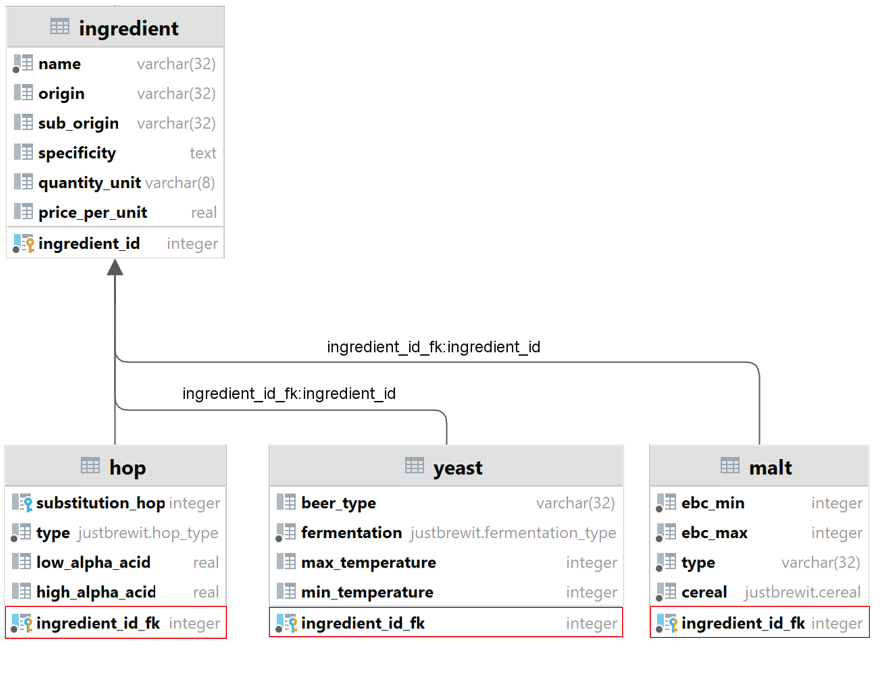 ingredient
name varchar(32)
origin varchar(32)
sub_origin varchar(32)
specificity text
quantity_unit varchar(8)
price_per_unit real
ingredient_id integer
ingredient_id_fk:ingredient_id
ingredient_id_fk:ingredient_id
hop
substitution_hop integer
type justbrewit.hop_type
low_alpha_acid real
high_alpha_acid real
ingredient_id_fk integer
yeast
beer_type varchar(32)
fermentation justbrewit.fermentation_type
max_temperature integer
min_temperature integer
ingredient_id_fk integer
malt
ebc_min integer
ebc_max integer
type varchar(32)
cereal justbrewit.cereal
ingredient_id_fk integer